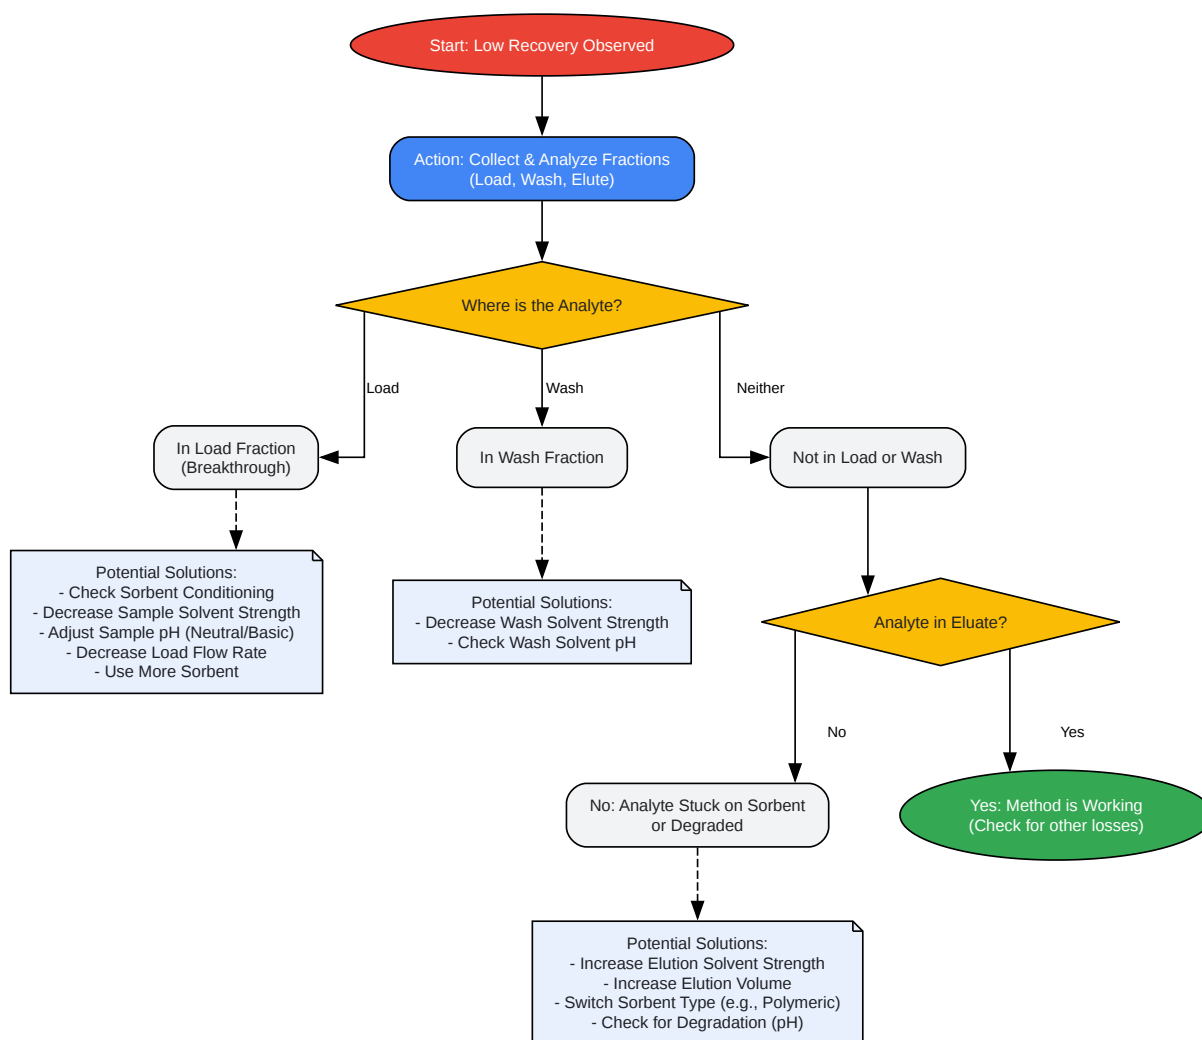 Start: Low Recovery Observed
Action: Collect & Analyze Fractions
(Load, Wash, Elute)
Where is the Analyte?
Load
Wash
Neither
In Load Fraction
(Breakthrough)
In Wash Fraction
Not in Load or Wash
Potential Solutions:
- Check Sorbent Conditioning
- Decrease Sample Solvent Strength
- Adjust Sample pH (Neutral/Basic)
- Decrease Load Flow Rate
- Use More Sorbent
Potential Solutions:
- Decrease Wash Solvent Strength
- Check Wash Solvent pH
Analyte in Eluate?
No
Yes
No: Analyte Stuck on Sorbent
or Degraded
Yes: Method is Working
(Check for other losses)
Potential Solutions:
- Increase Elution Solvent Strength
- Increase Elution Volume
- Switch Sorbent Type (e.g., Polymeric)
- Check for Degradation (pH)